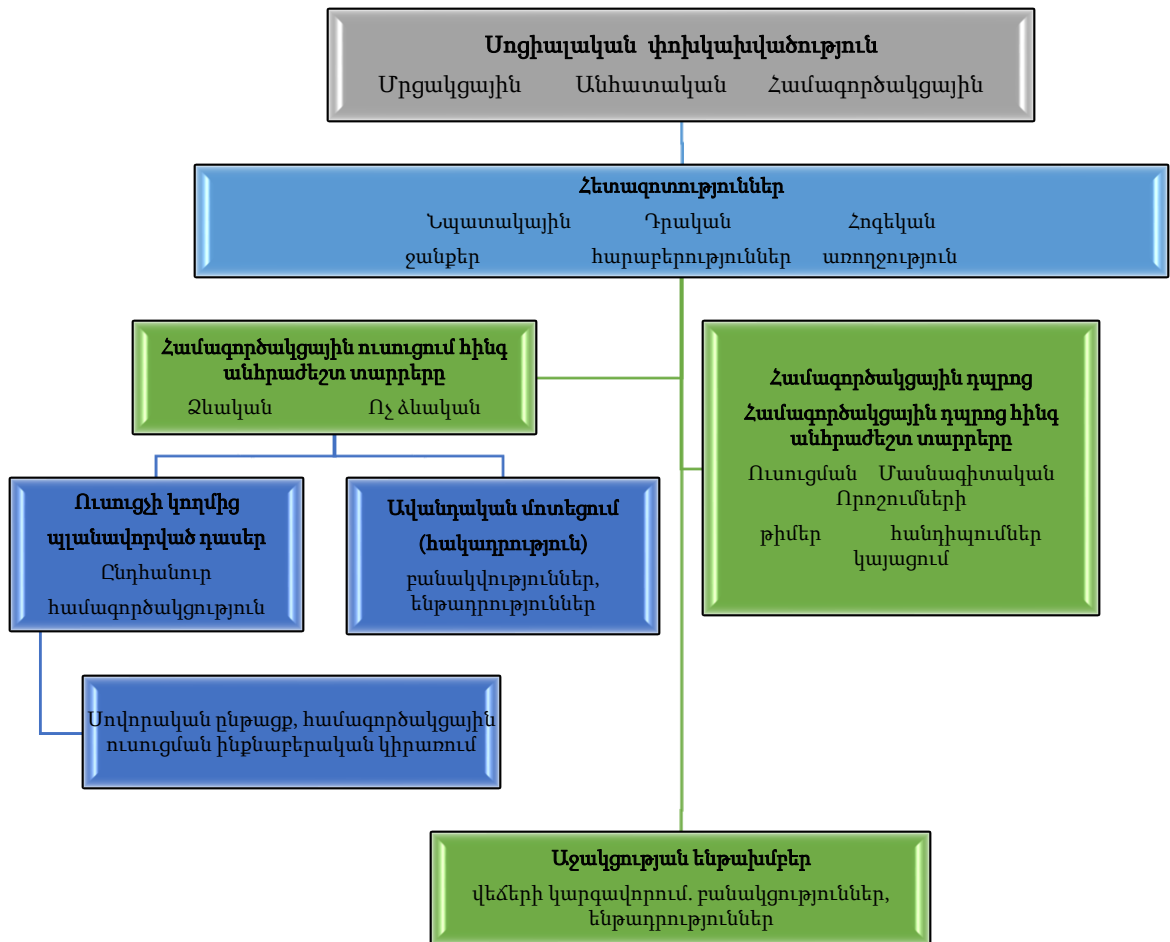 Սոցիալական փոխկախվածություն
Մրցակցային Անհատական Համագործակցային
Հետազոտություններ
Նպատակային Դրական Հոգեկան
ջանքեր հարաբերություններ առողջություն
Համագործակցային ուսուցում հինգ
անհրաժեշտ տարրերը
Ձևական Ոչ ձևական
Համագործակցային դպրոց
Համագործակցային դպրոց հինգ
անհրաժեշտ տարրերը
Ուսուցման Մասնագիտական
Որոշումների
թիմեր հանդիպումներ
կայացում
Ուսուցչի կողմից
պլանավորված դասեր
Ընդհանուր
համագործակցություն
Ավանդական մոտեցում
(հակադրություն)
բանակվություններ,
ենթադրություններ
Սովորական ընթացք, համագործակցային
ուսուցման ինքնաբերական կիրառում
Աջակցության ենթախմբեր
վեճերի կարգավորում. բանակցություններ,
ենթադրություններ